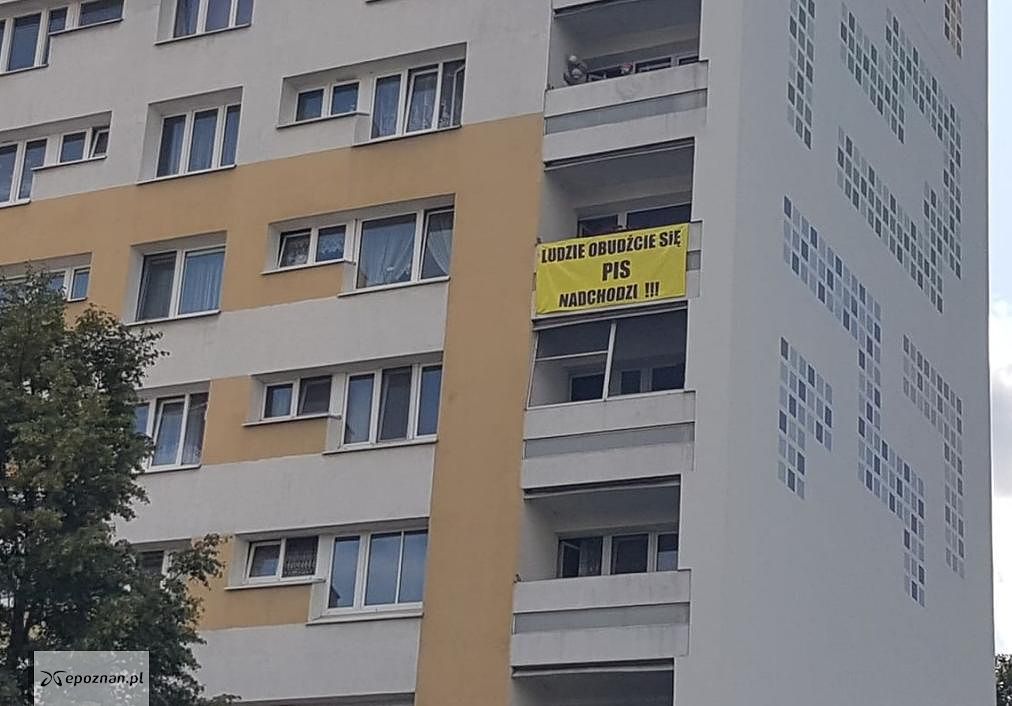 LUDZIE OBUDŹCIE SiĘ
PIS
NADCHODZI !!!
epoznan.pl